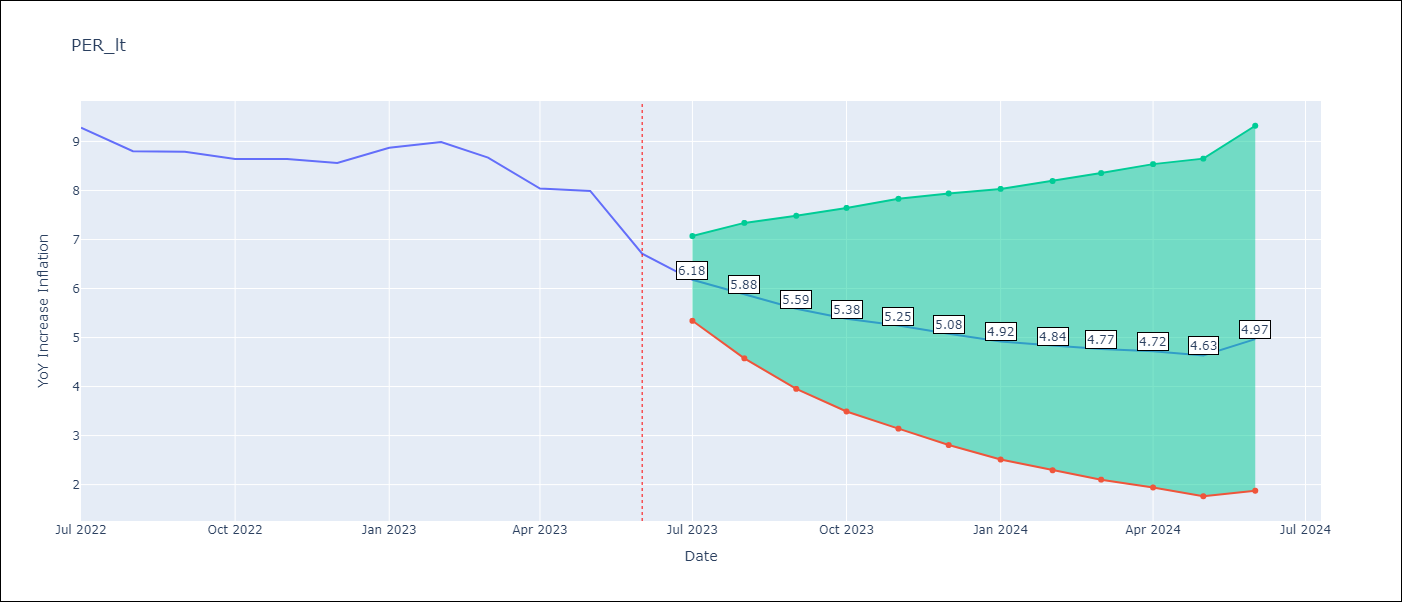 PER_lt
YoY Increase Inflation
9
8
7
6
5
4
3
2
6.18
5.88
5.59
5.38
5.25
5.08
4.92
4.84
4.77
4.72
4.63
4.97
Jul 2022
Oct 2022
Jan 2023
Apr 2023
Jul 2023
Oct 2023
Jan 2024
Apr 2024
Jul 2024
Date